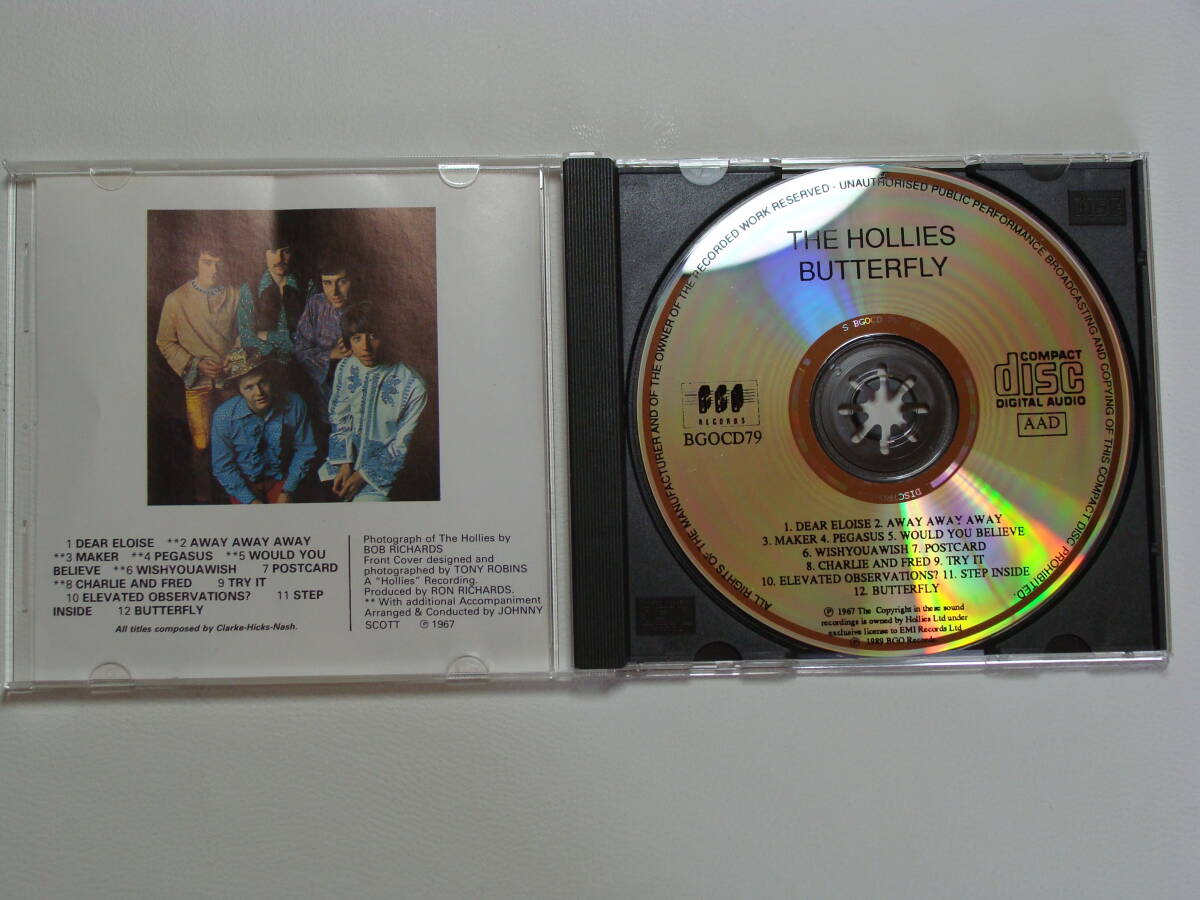 1 DEAR ELOISE **2 AWAY AWAY AWAY
**3 MAKER **4 PEGASUS **5 WOULD YOU
BELIEVE **6 WISHYOUAWISH 7 POSTCARD
**8 CHARLIE AND FRED 9 TRY IT
10 ELEVATED OBSERVATIONS? 11 STEP
INSIDE 12 BUTTERFLY
All titles composed by Clarke-Hicks-Nash.
Photograph of The Hollies by
BOB RICHARDS
Front Cover designed and
photographed by TONY ROBINS
A "Hollies" Recording.
Produced by RON RICHARDS.
** With additional Accompaniment
Arranged & Conducted by JOHNNY
SCOTT ℗ 1967
ALL RIGHTS OF THE MANUFACTURER AND OF THE OWNER OF THE RECORDED WORK RESERVED - UNAUTHORISED PUBLIC PERFORMANCE BROADCASTING AND COPYING OF THIS COMPACT DISC PROHIBITED.
THE HOLLIES
BUTTERFLY
BGO
RECORDS
BGOCD79
COMPACT
disc
DIGITAL AUDIO
AAD
1. DEAR ELOISE 2. AWAY AWAY AWAY
3. MAKER 4. PEGASUS 5. WOULD YOU BELIEVE
6. WISHYOUAWISH 7. POSTCARD
8. CHARLIE AND FRED 9. TRY IT
10. ELEVATED OBSERVATIONS? 11. STEP INSIDE
12. BUTTERFLY
℗ 1967 The Copyright in these sound
recordings is owned by Hollies Ltd under
exclusive license to EMI Records Ltd
℗ 1989 BGO Records